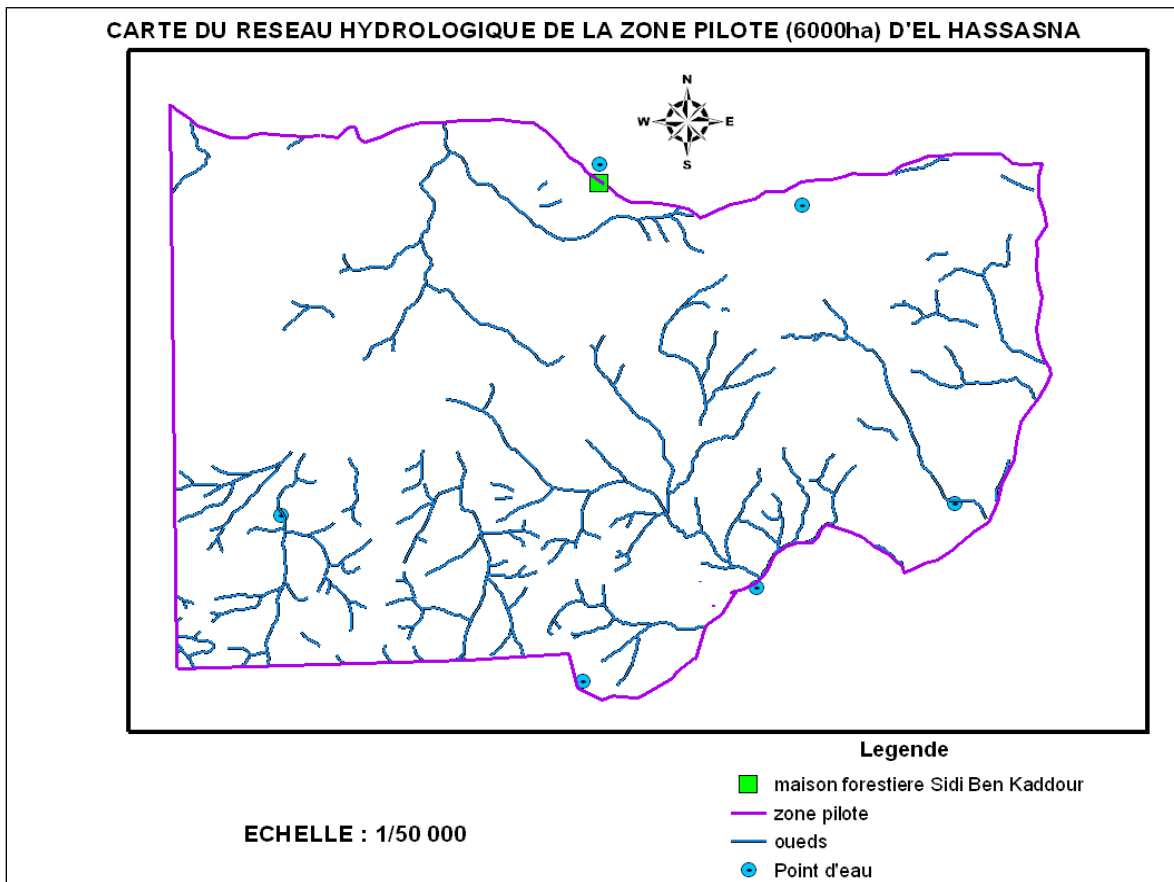 CARTE DU RESEAU HYDROLOGIQUE DE LA ZONE PILOTE (6000ha) D'EL HASSASNA
N
W E
S
Legende
maison forestiere Sidi Ben Kaddour
zone pilote
ECHELLE : 1/50 000
oueds
Point d'eau